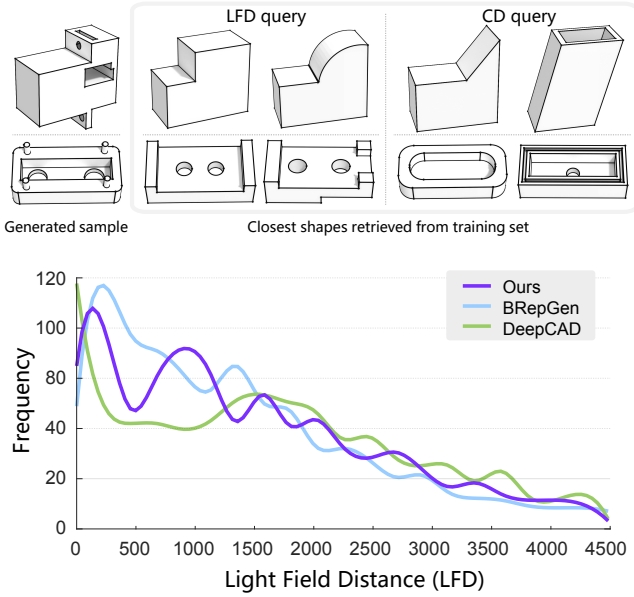 LFD query
CD query
Generated sample
Closest shapes retrieved from training set
Ours
BRepGen
DeepCAD
Frequency
120
100
80
60
40
20
0
0 500 1000 1500 2000 2500 3000 3500 4000 4500
Light Field Distance (LFD)